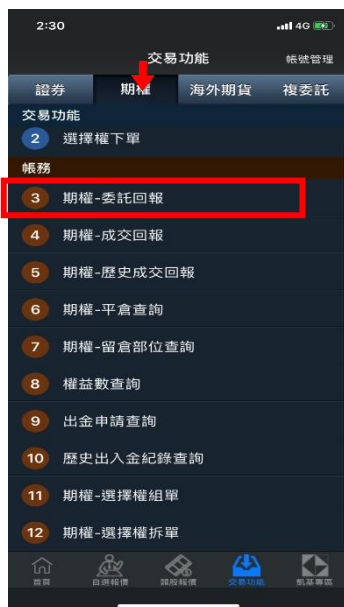 2:30
4G
交易功能
帳號管理
證券 期權 海外期貨 複委託
交易功能
2 選擇權下單
帳務
3 期權-委託回報
4 期權-成交回報
5 期權-歷史成交回報
6 期權-平倉查詢
7 期權-留倉部位查詢
8 權益數查詢
9 出金申請查詢
10 歷史出入金紀錄查詢
11 期權-選擇權組單
12 期權-選擇權拆單
首頁 自選報價 類股報價 交易功能 凱基專區